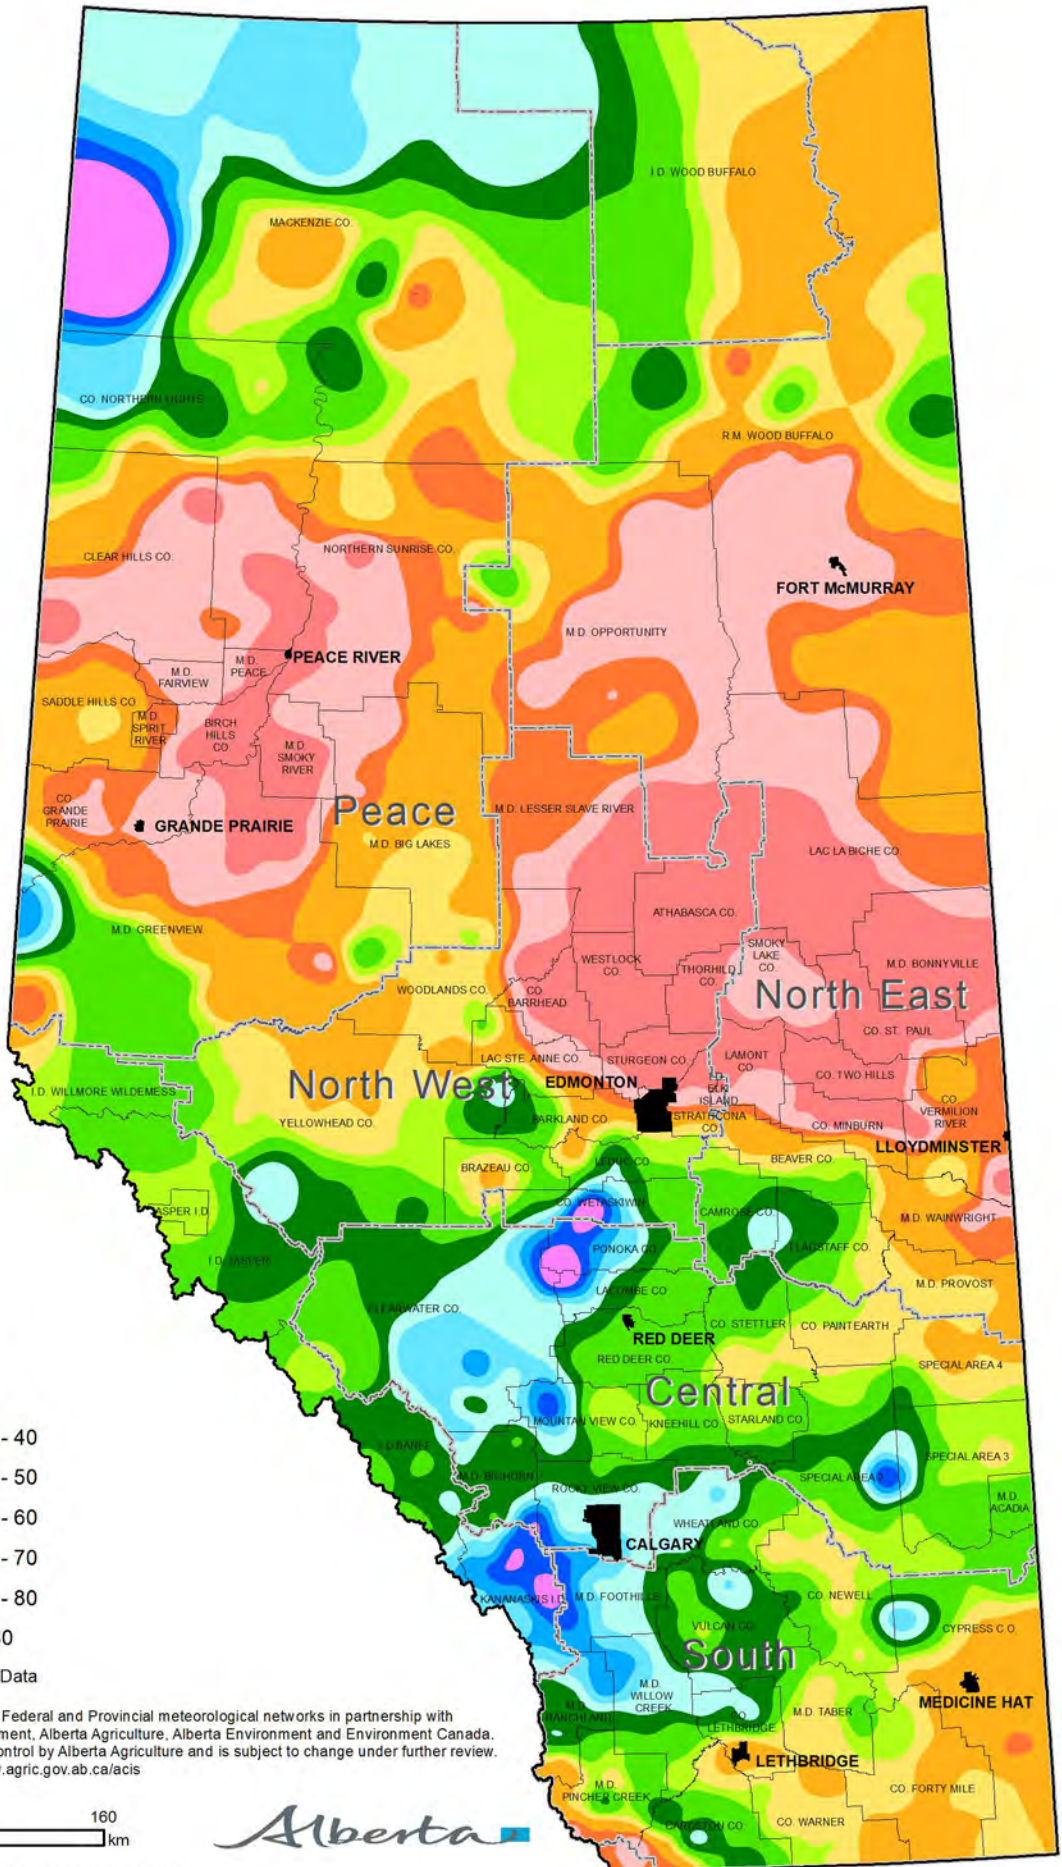 I.D. WOOD BUFFALO
MACKENZIE CO.
CO. NORTHERN LIGHTS
R.M. WOOD BUFFALO
CLEAR HILLS CO.
NORTHERN SUNRISE CO.
FORT McMURRAY
M.D. OPPORTUNITY
PEACE RIVER
M.D.
PEACE
M.D.
FAIRVIEW
SADDLE HILLS CO
M.D.
SPIRIT
RIVER
BIRCH
HILLS
CO
M.D.
SMOKY
RIVER
CO.
GRANDE
PRAIRIE
GRANDE PRAIRIE
Peace
M.D. LESSER SLAVE RIVER
M.D. BIG LAKES
LAC LA BICHE CO.
ATHABASCA CO.
M.D. GREENVIEW
SMOKY
LAKE
CO.
WESTLOCK
CO.
THORHILD
CO.
M.D. BONNYVILLE
WOODLANDS CO.
CO.
BARRHEAD
North East
CO. ST. PAUL
LAC STE. ANNE CO.
STURGEON CO.
LAMONT
CO.
CO. TWO HILLS
North West
EDMONTON
I.D. WILLMORE WILDERNESS
ELK
ISLAND
CO.
VERMILION
RIVER
YELLOWHEAD CO.
PARKLAND CO.
STRATHCONA
CO.
CO. MINBURN
LLOYDMINSTER
BRAZEAU CO.
LEDUC CO
BEAVER CO.
CO. WETASKIWIN
JASPER I.D
CAMROSE CO.
M.D. WAINWRIGHT
I.D. JASPER
PONOKA CO.
FLAGSTAFF CO.
M.D. PROVOST
LACOMBE CO
CLEARWATER CO.
CO. STETTLER
CO. PAINTEARTH
RED DEER
RED DEER CO.
SPECIAL AREA 4
Central
MOUNTAIN VIEW CO.
KNEEHILL CO.
STARLAND CO.
- 40
I.D. BANFF
SPECIAL AREA 3
- 50
M.D. BIGHORN
SPECIAL AREA 2
ROCKY VIEW CO.
M.D.
ACADIA
- 60
WHEATLAND CO.
CALGARY
- 70
KANANASKIS I.D.
M.D. FOOTHILLS
CO. NEWELL
- 80
VULCAN CO.
CYPRESS C O.
South
Data
M.D.
WILLOW
CREEK
MEDICINE HAT
Federal and Provincial meteorological networks in partnership with
ment, Alberta Agriculture, Alberta Environment and Environment Canada.
ontrol by Alberta Agriculture and is subject to change under further review.
.agric.gov.ab.ca/acis
M.D.
RANCHLAND
CO.
LETHBRIDGE
M.D. TABER
LETHBRIDGE
M.D.
PINCHER CREEK
CO. FORTY MILE
160
km
Alberta
CARDSTON CO.
CO. WARNER